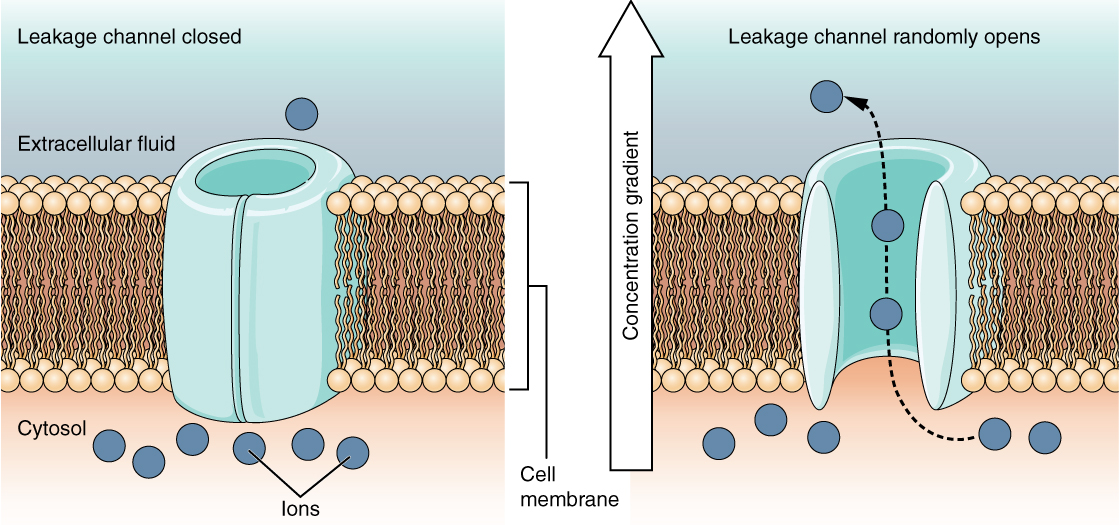 Leakage channel closed
Leakage channel randomly opens
Extracellular fluid
Concentration gradient
Cytosol
Ions
Cell
membrane